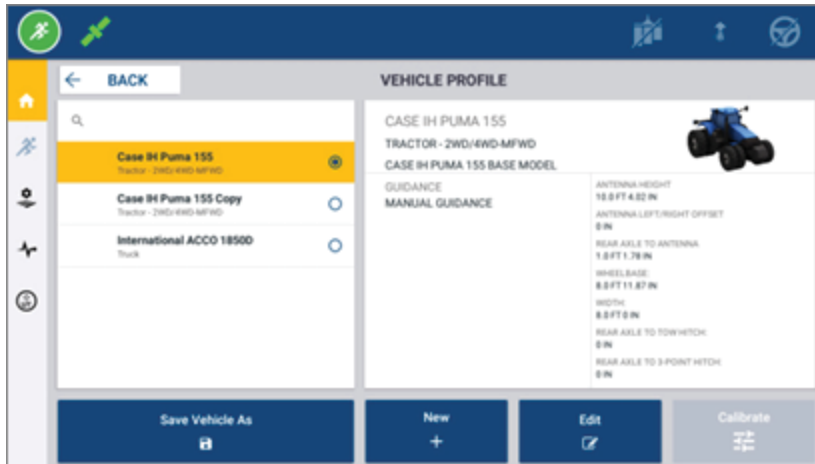 BACK
VEHICLE PROFILE
Case IH Puma 155
Tractor - 2WD/4WD-MFWD
Case IH Puma 155 Copy
Tractor - 2WD/4WD-MFWD
International ACCO 1850D
Truck
CASE IH PUMA 155
TRACTOR - 2WD/4WD-MFWD
CASE IH PUMA 155 BASE MODEL
GUIDANCE
MANUAL GUIDANCE
ANTENNA HEIGHT
10.0 FT 4.02 IN
ANTENNA LEFT/RIGHT OFFSET
0 IN
REAR AXLE TO ANTENNA
1.0 FT 1.78 IN
WHEELBASE:
8.0 FT 11.87 IN
WIDTH:
8.0 FT 0 IN
REAR AXLE TO TOW HITCH:
0 IN
REAR AXLE TO 3-POINT HITCH:
0 IN
Save Vehicle As
New
Edit
Calibrate